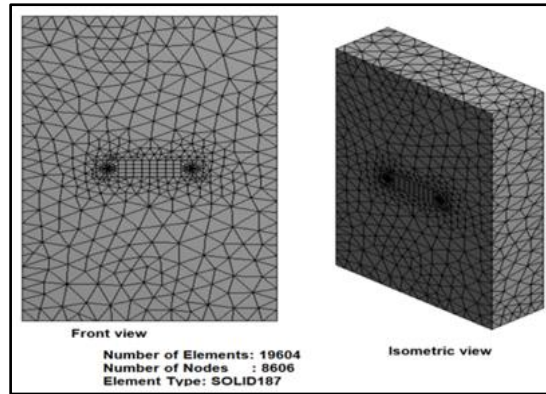 Front view
Isometric view
Number of Elements: 19604
Number of Nodes : 8606
Element Type: SOLID187